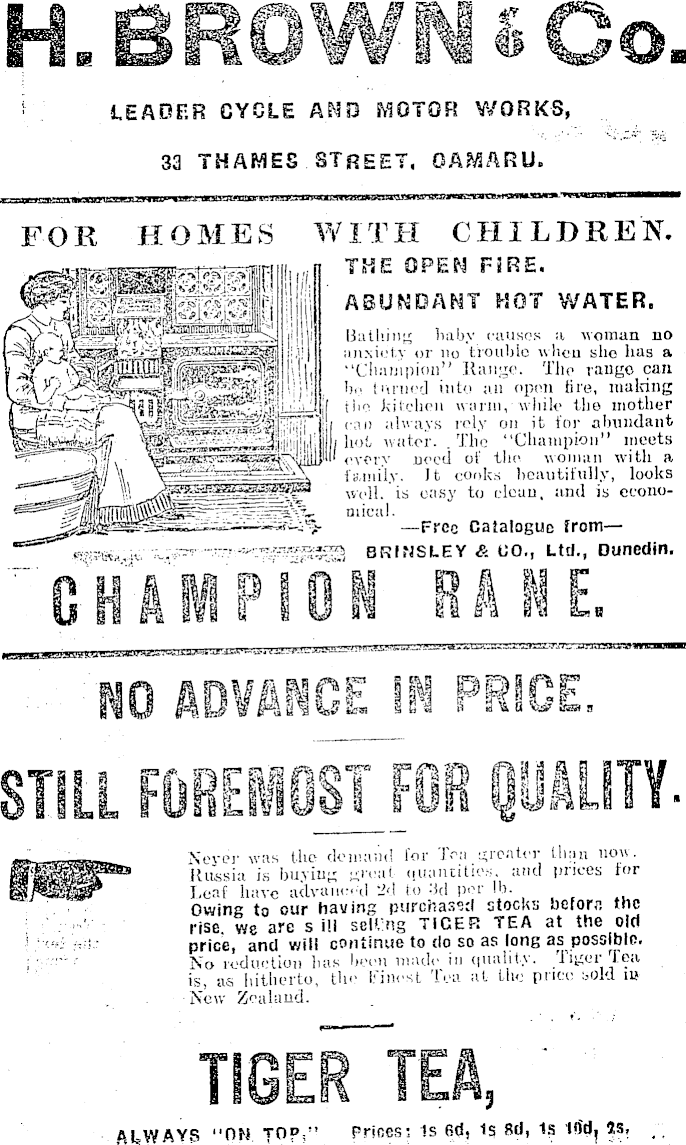 H. BROWN & Co.
LEADER CYCLE AND MOTOR WORKS,
33 THAMES STREET, OAMARU.
FOR HOMES WITH CHILDREN.
THE OPEN FIRE.
ABUNDANT HOT WATER.
Bathing baby causes a woman no
anxiety or no trouble when she has a
"Champion" Range. The range can
be turned into an open fire, making
the kitchen warm, while the mother
can always rely on it for abundant
hot water. The "Champion" meets
every need of the woman with a
family. It cooks beautifully, looks
well, is easy to clean, and is econo-
mical.
—Free Catalogue from—
BRINSLEY & CO., Ltd., Dunedin.
CHAMPION RANE.
NO ADVANCE IN PRICE.
STILL FOREMOST FOR QUALITY.
Never was the demand for Tea greater than now.
Russia is buying great quantities, and prices for
Leaf have advanced 2d to 3d per lb.
Owing to our having purchased stocks before the
rise, we are s ill selling TIGER TEA at the old
price, and will continue to do so as long as possible.
No reduction has been made in quality. Tiger Tea
is, as hitherto, the Finest Tea at the price sold in
New Zealand.
TIGER TEA,
ALWAYS "ON TOP." Prices: 1s 6d, 1s 8d, 1s 10d, 2s.